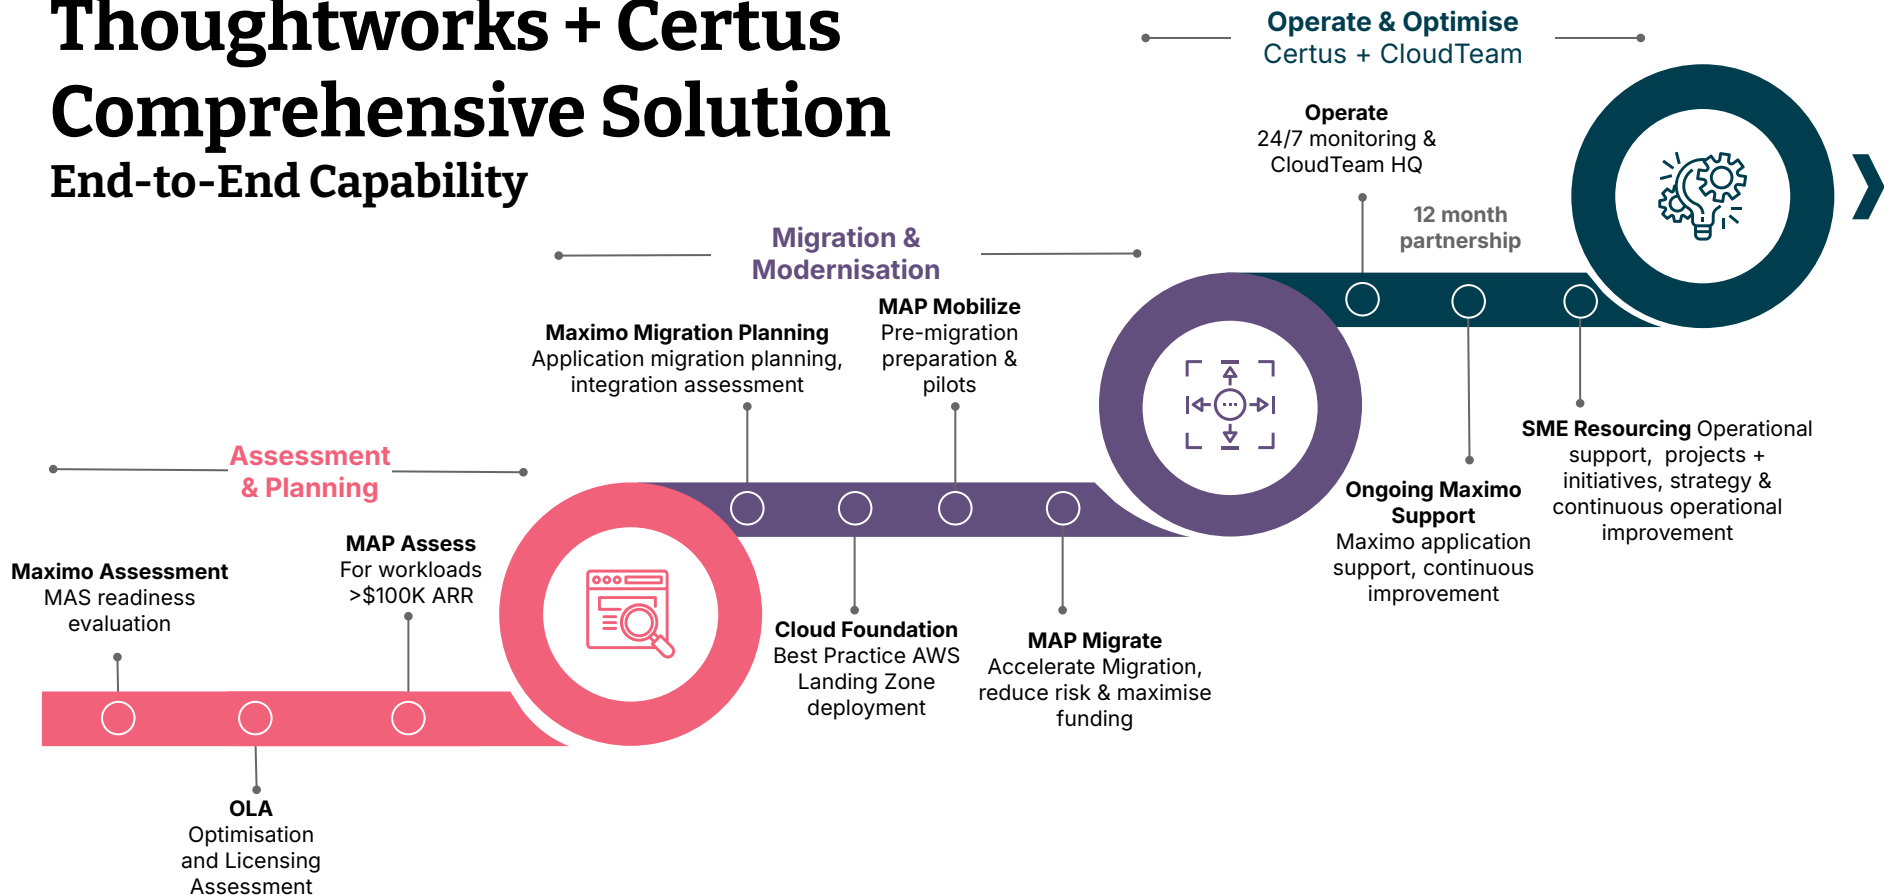 Thoughtworks + Certus
Comprehensive Solution
End-to-End Capability
Assessment
& Planning
Maximo Assessment
MAS readiness
evaluation
OLA
Optimisation
and Licensing
Assessment
MAP Assess
For workloads
>$100K ARR
Migration &
Modernisation
Maximo Migration Planning
Application migration planning,
integration assessment
Cloud Foundation
Best Practice AWS
Landing Zone
deployment
MAP Mobilize
Pre-migration
preparation &
pilots
MAP Migrate
Accelerate Migration,
reduce risk & maximise
funding
Operate & Optimise
Certus + CloudTeam
Operate
24/7 monitoring &
CloudTeam HQ
12 month
partnership
Ongoing Maximo
Support
Maximo application
support, continuous
improvement
SME Resourcing Operational
support,  projects +
initiatives, strategy &
continuous operational
improvement